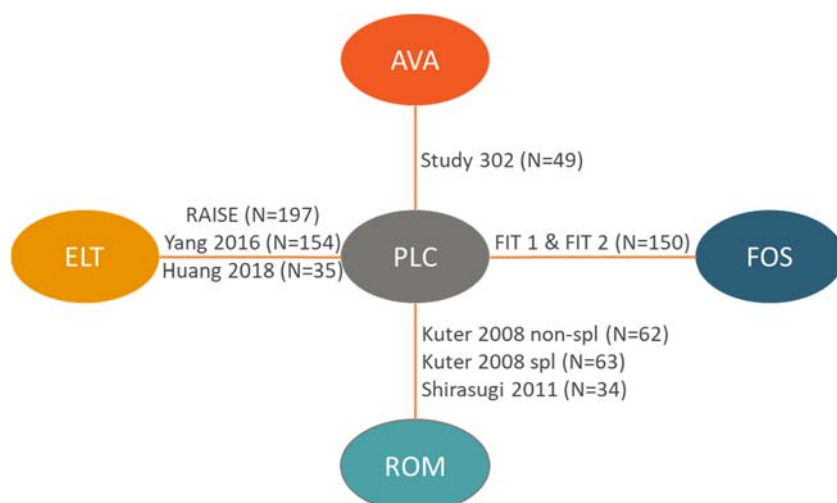 AVA
Study 302 (N=49)
RAISE (N=197)
Yang 2016 (N=154)
Huang 2018 (N=35)
ELT
PLC
FIT 1 & FIT 2 (N=150)
FOS
Kuter 2008 non-spl (N=62)
Kuter 2008 spl (N=63)
Shirasugi 2011 (N=34)
ROM